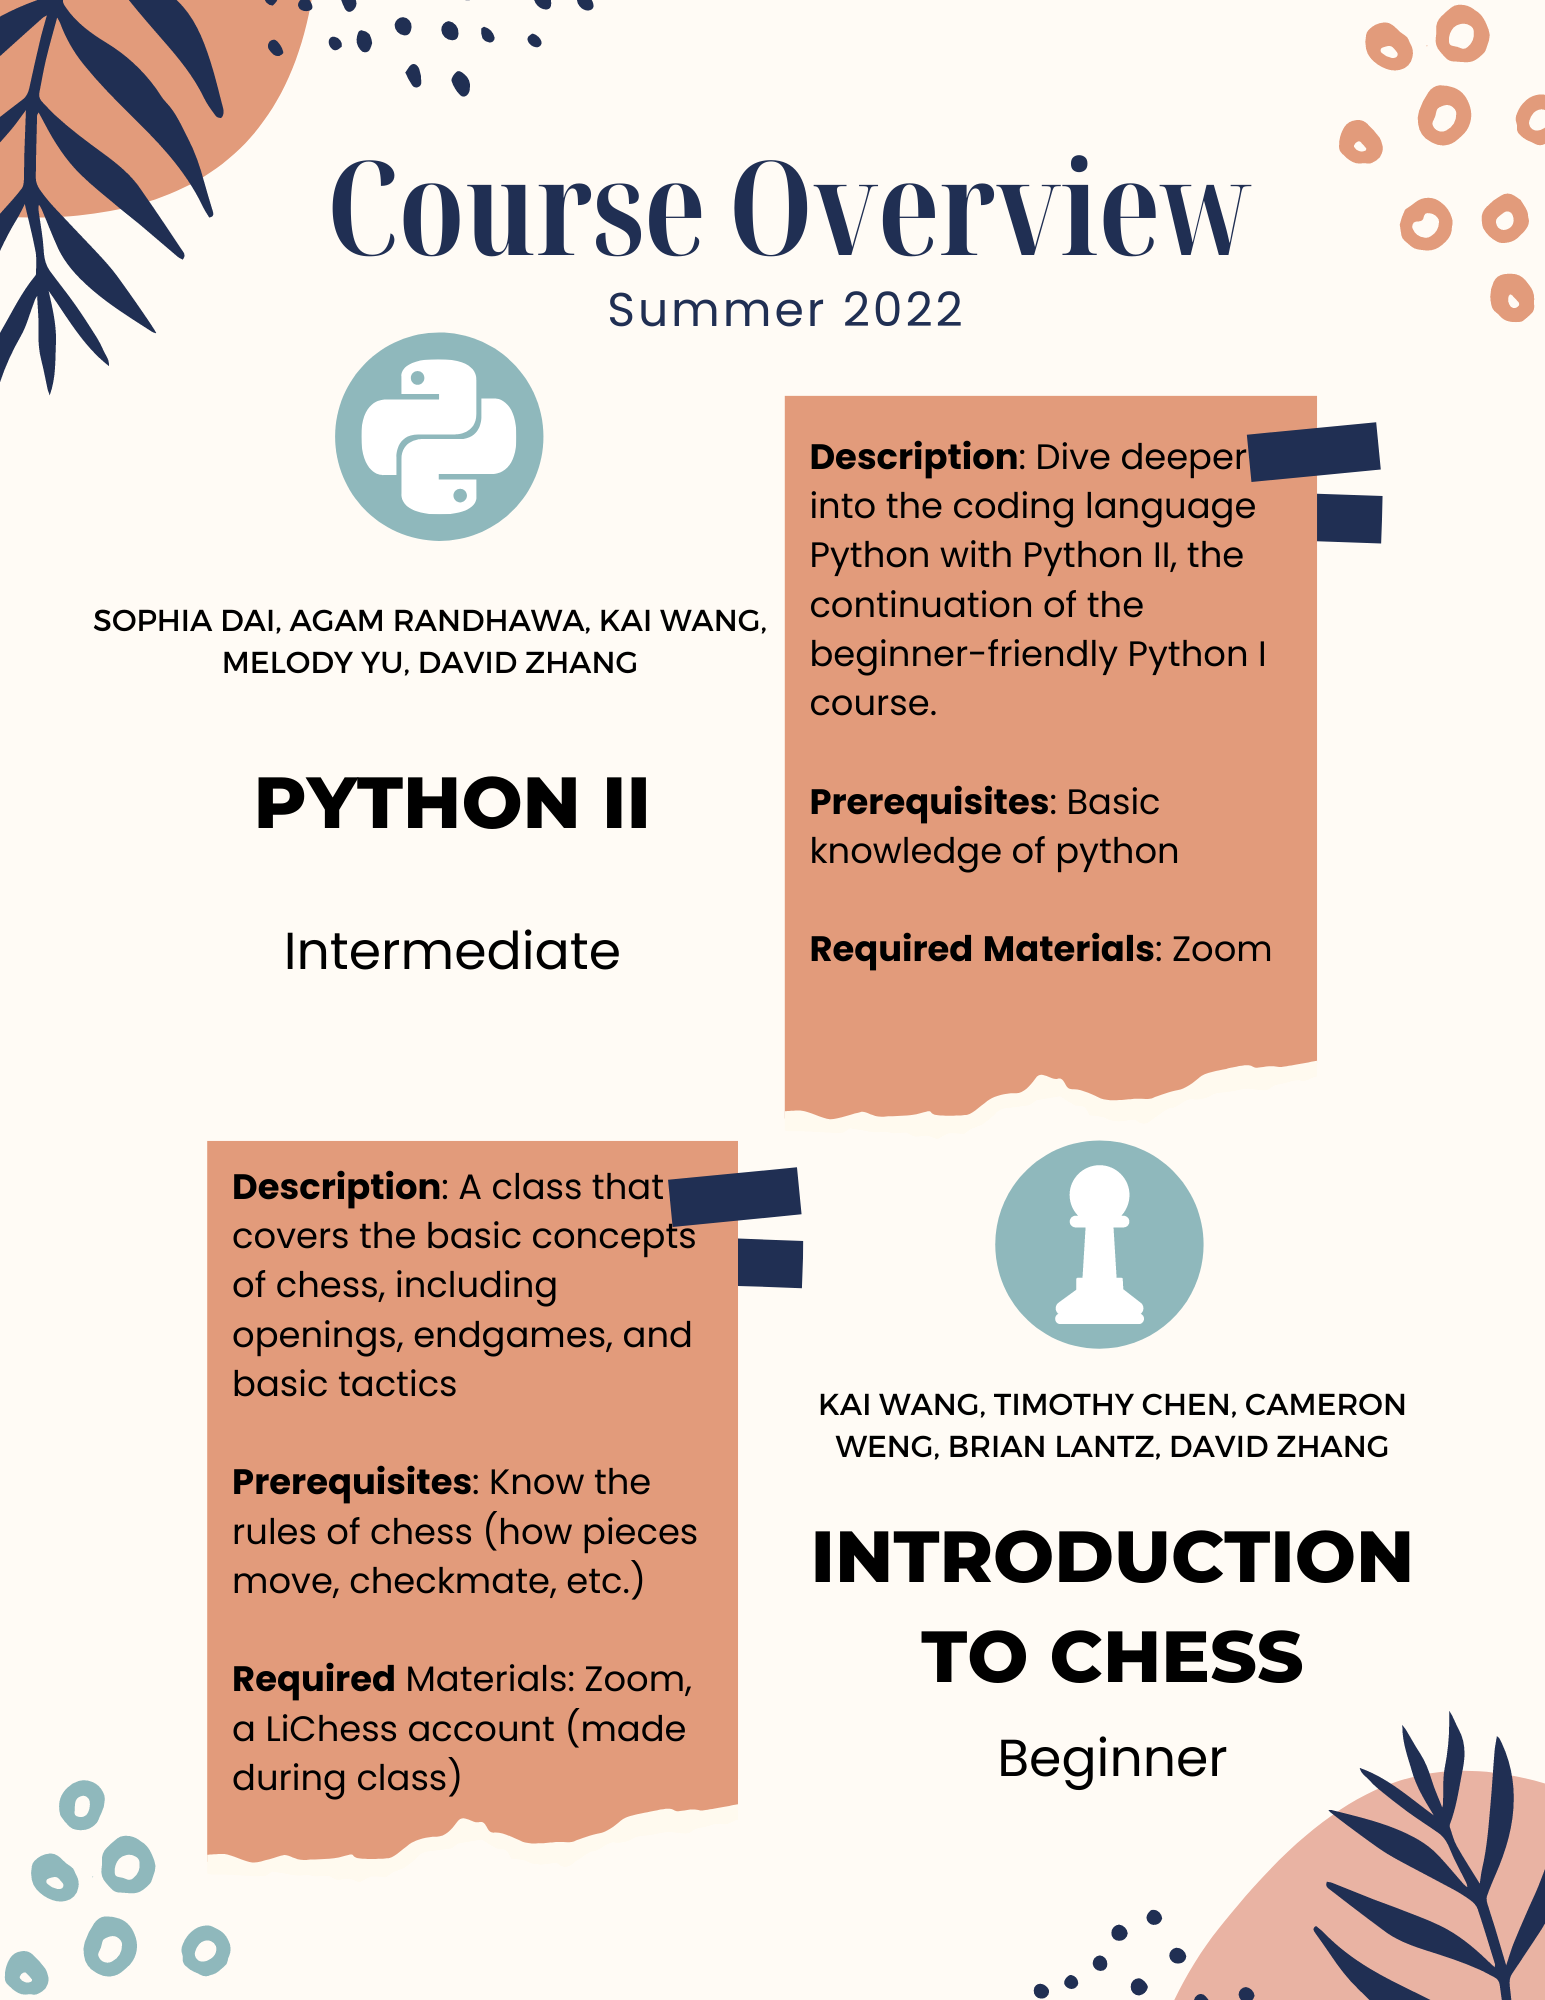 Course Overview
Summer 2022
SOPHIA DAI, AGAM RANDHAWA, KAI WANG,
MELODY YU, DAVID ZHANG
PYTHON II
Intermediate
Description: Dive deeper
into the coding language
Python with Python II, the
continuation of the
beginner-friendly Python I
course.
Prerequisites: Basic
knowledge of python
Required Materials: Zoom
Description: A class that
covers the basic concepts
of chess, including
openings, endgames, and
basic tactics
Prerequisites: Know the
rules of chess (how pieces
move, checkmate, etc.)
Required Materials: Zoom,
a LiChess account (made
during class)
KAI WANG, TIMOTHY CHEN, CAMERON
WENG, BRIAN LANTZ, DAVID ZHANG
INTRODUCTION
TO CHESS
Beginner